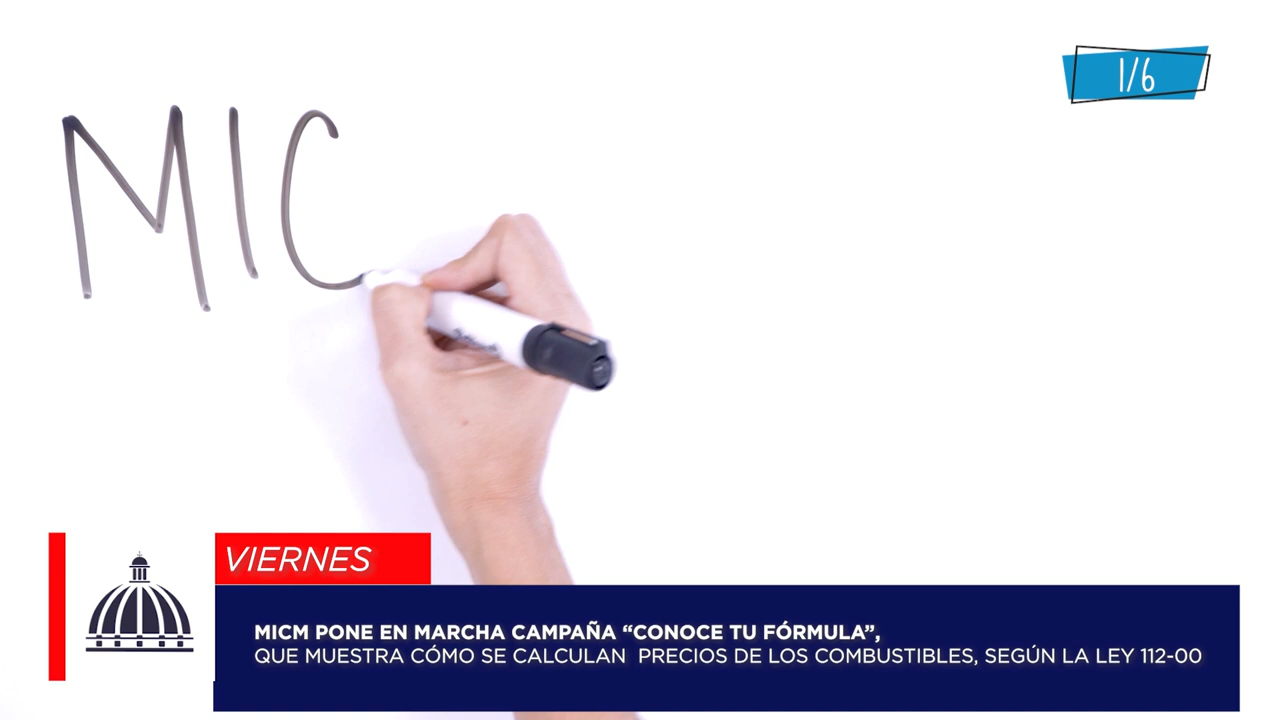 1/6
MIC
VIERNES
MICM PONE EN MARCHA CAMPAÑA “CONOCE TU FÓRMULA”,
QUE MUESTRA CÓMO SE CALCULAN PRECIOS DE LOS COMBUSTIBLES, SEGÚN LA LEY 112-00